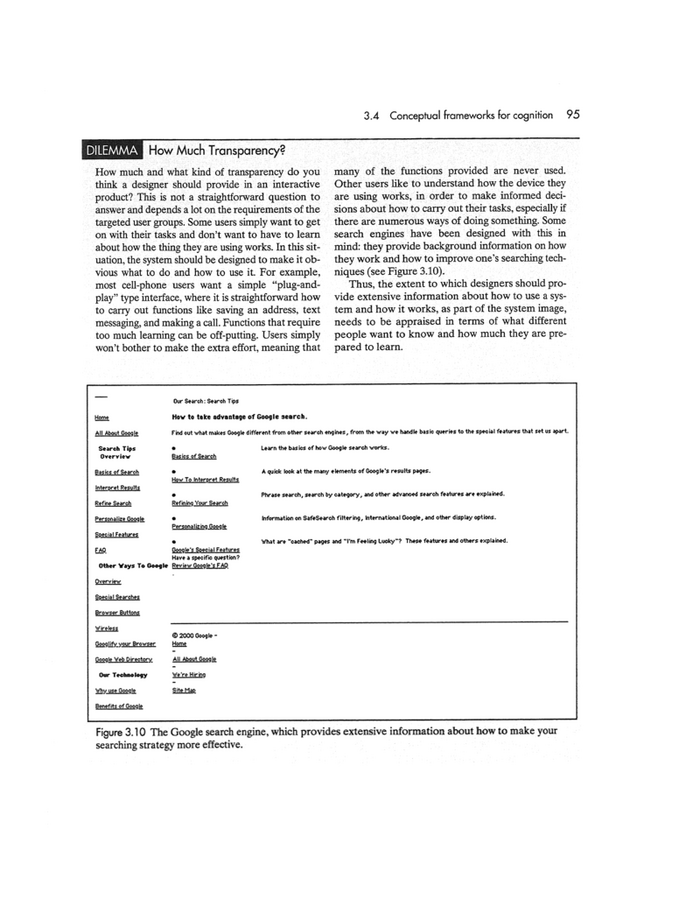 3.4 Conceptual frameworks for cognition 95
DILEMMA How Much Transparency?
How much and what kind of transparency do you
think a designer should provide in an interactive
product? This is not a straightforward question to
answer and depends a lot on the requirements of the
targeted user groups. Some users simply want to get
on with their tasks and don't want to have to learn
about how the thing they are using works. In this sit-
uation, the system should be designed to make it ob-
vious what to do and how to use it. For example,
most cell-phone users want a simple "plug-and-
play" type interface, where it is straightforward how
to carry out functions like saving an address, text
messaging, and making a call. Functions that require
too much learning can be off-putting. Users simply
won't bother to make the extra effort, meaning that
many of the functions provided are never used.
Other users like to understand how the device they
are using works, in order to make informed deci-
sions about how to carry out their tasks, especially if
there are numerous ways of doing something. Some
search engines have been designed with this in
mind: they provide background information on how
they work and how to improve one's searching tech-
niques (see Figure 3.10).
Thus, the extent to which designers should pro-
vide extensive information about how to use a sys-
tem and how it works, as part of the system image,
needs to be appraised in terms of what different
people want to know and how much they are pre-
pared to learn.
Home
All About Google
Search Tips
Overview
Basics of Search
Interpret Results
Refine Search
Personalize Google
Special Features
FAQ
Other Ways To Google
Overview
Special Searches
Browser Buttons
Wireless
Googlify your Browser
Google Web Directory
Our Technology
Why use Google
Benefits of Google
Our Search: Search Tips
How to take advantage of Google search.
Find out what makes Google different from other search engines, from the way we handle basic queries to the special features that set us apart.
• Learn the basics of how Google search works.
Basics of Search
• A quick look at the many elements of Google's results pages.
How To Interpret Results
• Phrase search, search by category, and other advanced search features are explained.
Refining Your Search
• Information on SafeSearch filtering, International Google, and other display options.
Personalizing Google
• What are "cached" pages and "I'm Feeling Lucky"? These features and others explained.
Google's Special Features
Have a specific question?
Review Google's FAQ
© 2000 Google -
Home
-
All About Google
-
We're Hiring
-
Site Map
Figure 3.10 The Google search engine, which provides extensive information about how to make your
searching strategy more effective.